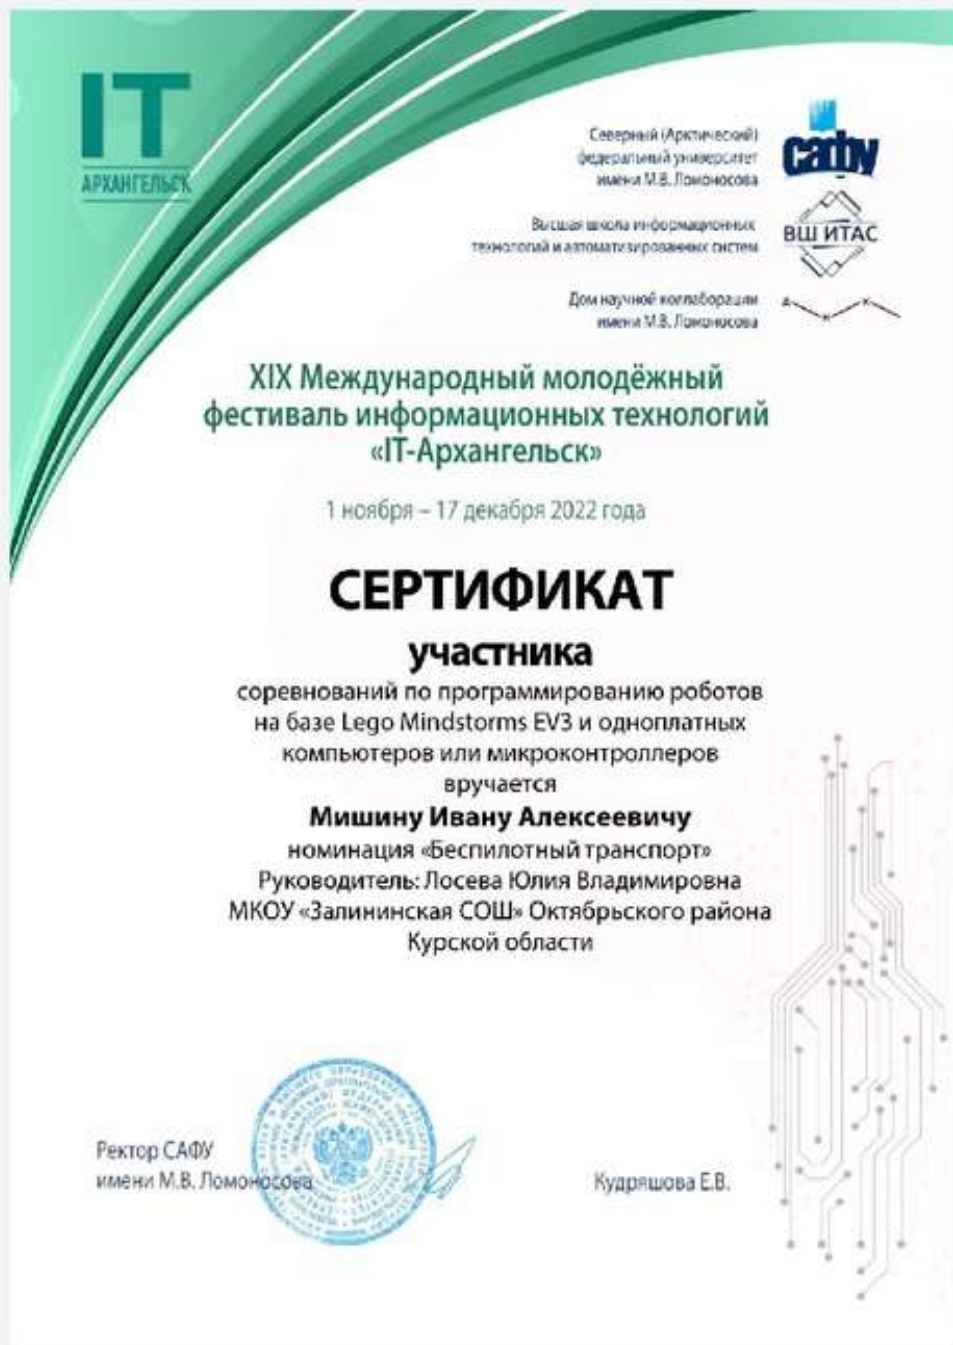 IT
АРХАНГЕЛЬСК
Северный (Арктический)
федеральный университет
имени М.В. Ломоносова
сафу
Высшая школа информационных
технологий и автоматизированных систем
ВШ ИТАС
Дом научной коллаборации
имени М.В. Ломоносова
XIX Международный молодёжный
фестиваль информационных технологий
«IT-Архангельск»
1 ноября – 17 декабря 2022 года
СЕРТИФИКАТ
участника
соревнований по программированию роботов
на базе Lego Mindstorms EV3 и одноплатных
компьютеров или микроконтроллеров
вручается
Мишину Ивану Алексеевичу
номинация «Беспилотный транспорт»
Руководитель: Лосева Юлия Владимировна
МКОУ «Залининская СОШ» Октябрьского района
Курской области
Ректор САФУ
имени М.В. Ломоносова
Кудряшова Е.В.